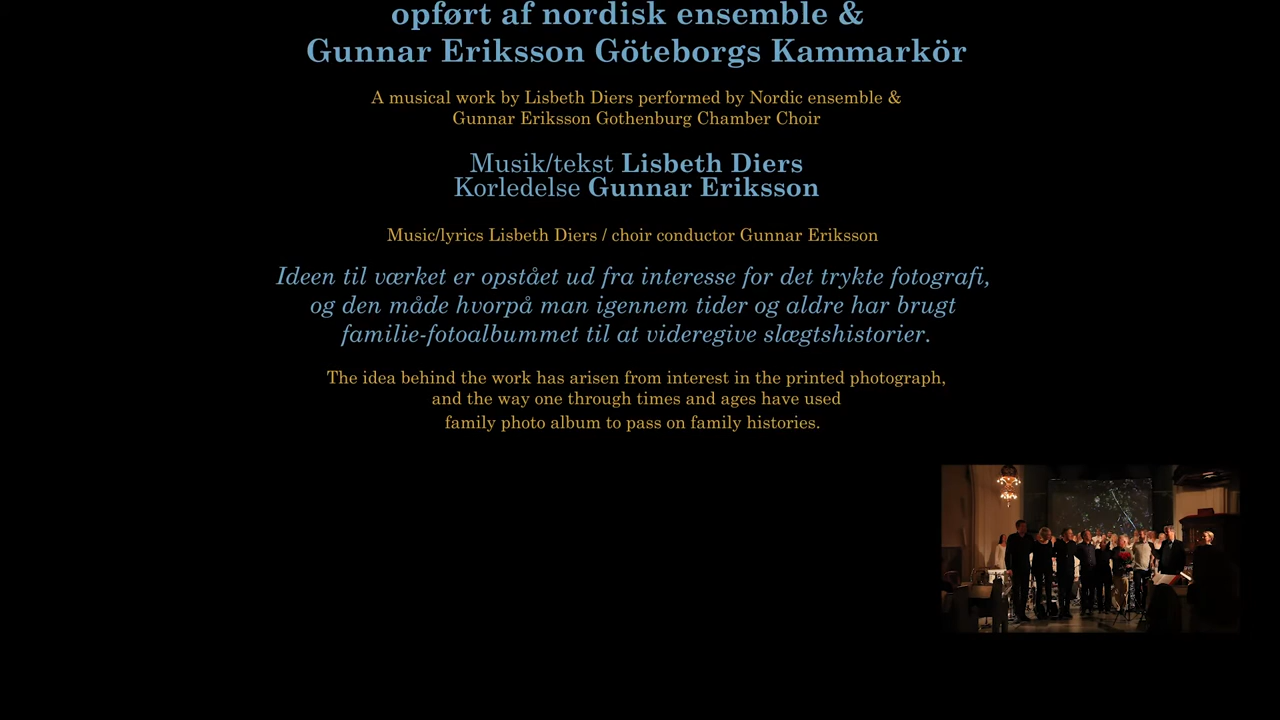 opført af nordisk ensemble &
Gunnar Eriksson Göteborgs Kammarkör
A musical work by Lisbeth Diers performed by Nordic ensemble &
Gunnar Eriksson Gothenburg Chamber Choir
Musik/tekst Lisbeth Diers
Korledelse Gunnar Eriksson
Music/lyrics Lisbeth Diers / choir conductor Gunnar Eriksson
Ideen til værket er opstået ud fra interesse for det trykte fotografi,
og den måde hvorpå man igennem tider og aldre har brugt
familie-fotoalbummet til at videregive slægtshistorier.
The idea behind the work has arisen from interest in the printed photograph,
and the way one through times and ages have used
family photo album to pass on family histories.